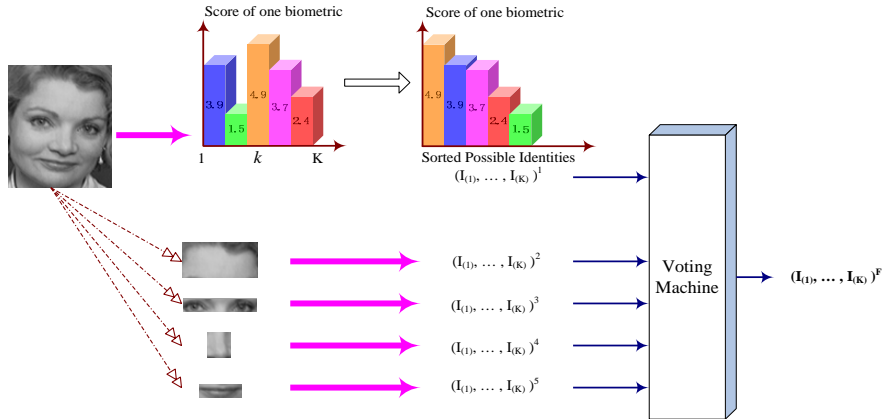 Score of one biometric
3.9
1.5
4.9
3.7
2.4
1 k K
Score of one biometric
4.9
3.9
3.7
2.4
1.5
Sorted Possible Identities
(I(1), ... , I(K) )1
(I(1), ... , I(K) )2
(I(1), ... , I(K) )3
(I(1), ... , I(K) )4
(I(1), ... , I(K) )5
Voting
Machine
(I(1), ... , I(K) )F